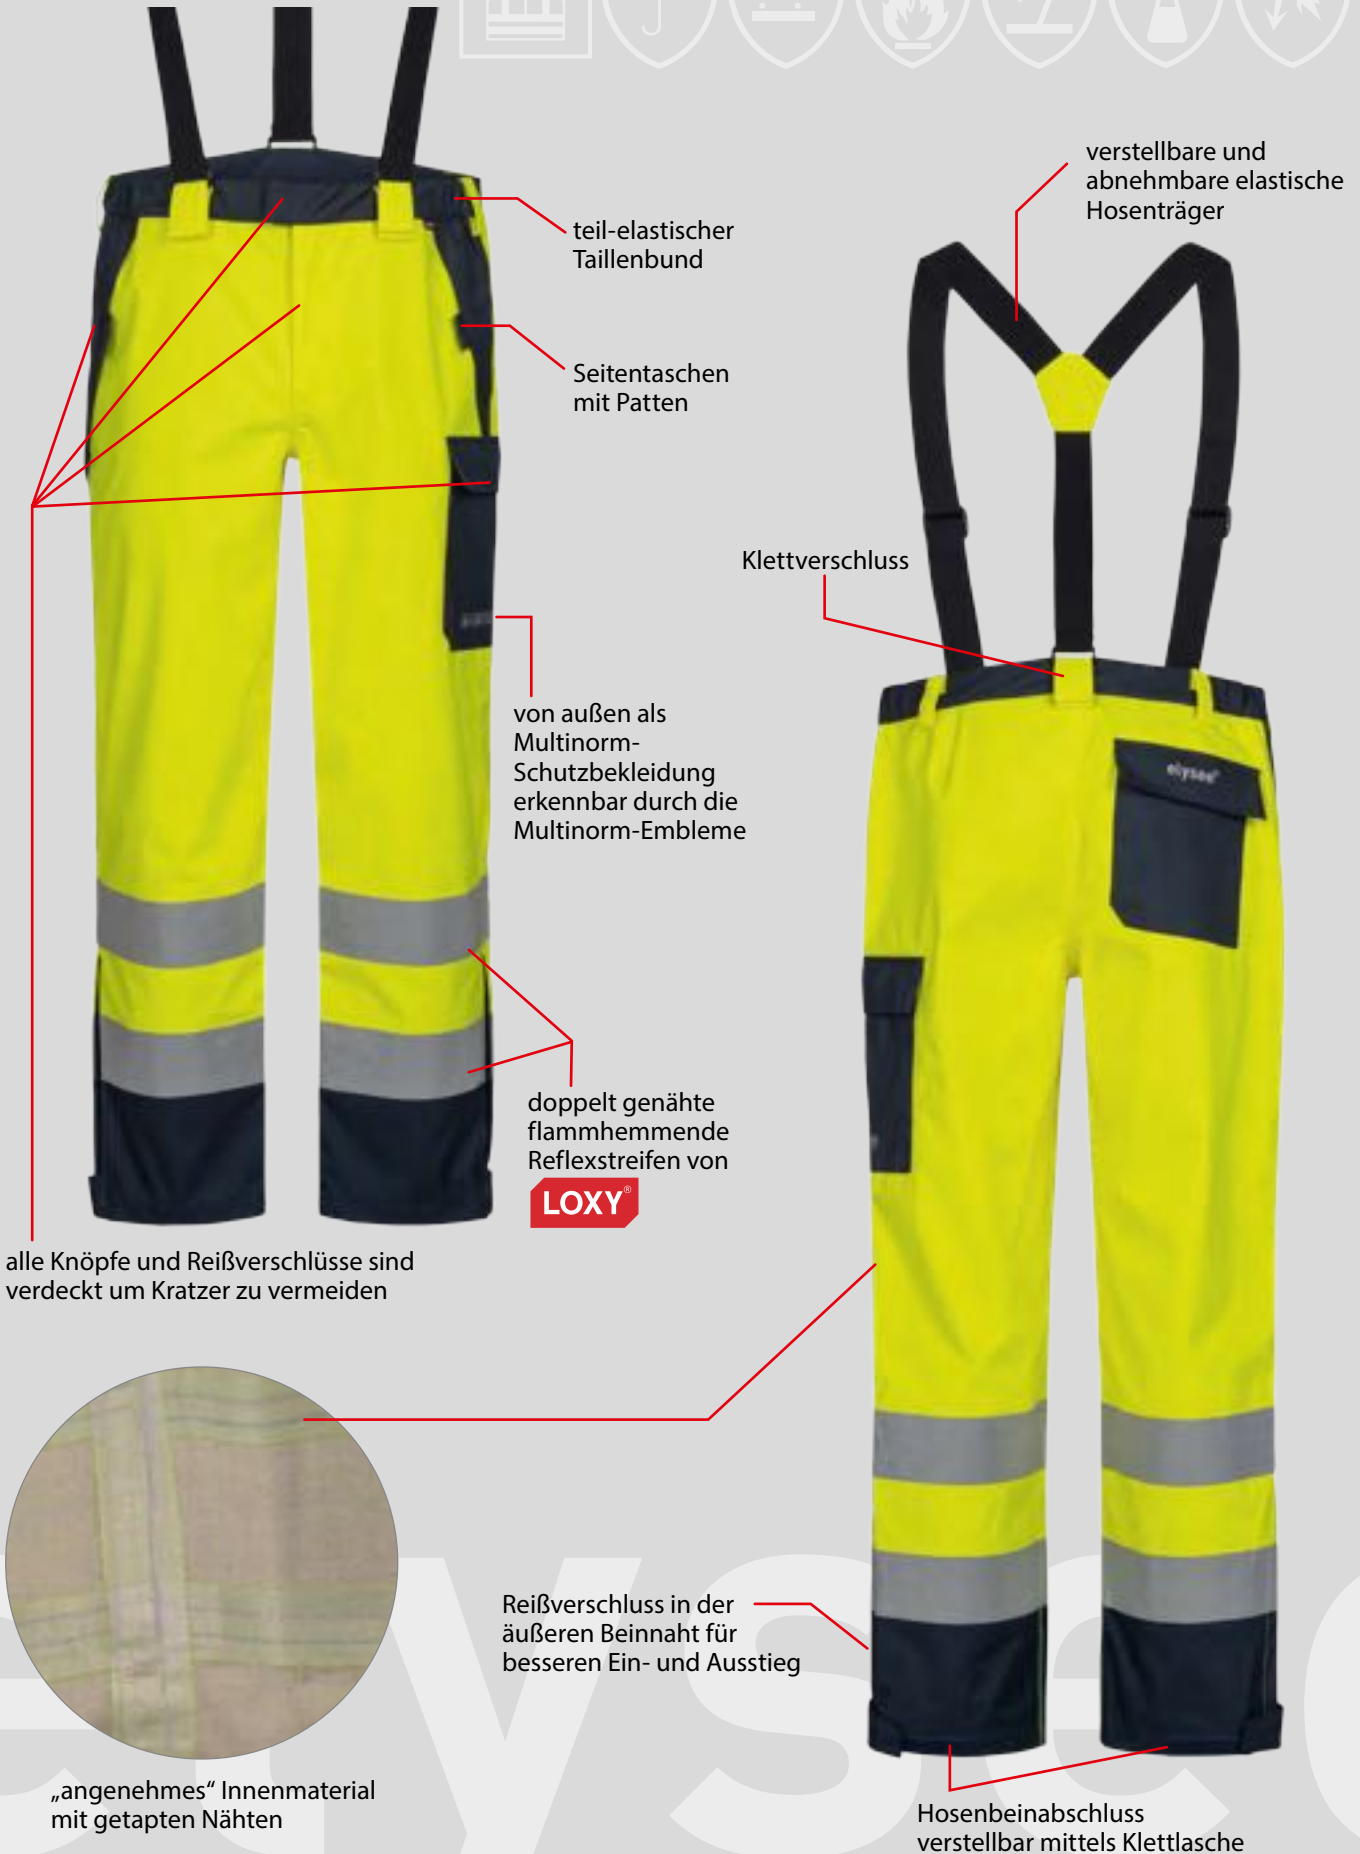 verstellbare und
abnehmbare elastische
Hosenträger
teil-elastischer
Taillenbund
Seitentaschen
mit Patten
Klettverschluss
von außen als
Multinorm-
Schutzbekleidung
erkennbar durch die
Multinorm-Embleme
elysee®
doppelt genähte
flammhemmende
Reflexstreifen von
LOXY®
alle Knöpfe und Reißverschlüsse sind
verdeckt um Kratzer zu vermeiden
Reißverschluss in der
äußeren Beinnaht für
besseren Ein- und Ausstieg
„angenehmes“ Innenmaterial
mit getapten Nähten
Hosenbeinabschluss
verstellbar mittels Klettlasche
elysee